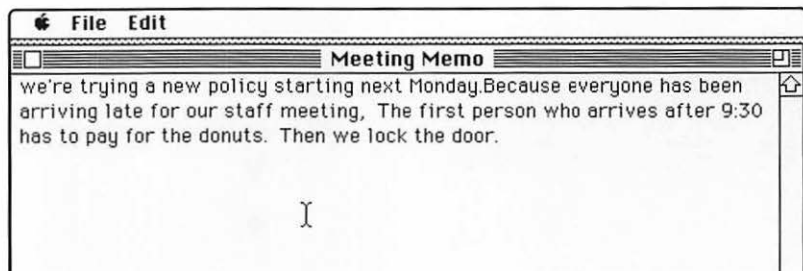 File Edit
Meeting Memo
we're trying a new policy starting next Monday.Because everyone has been
arriving late for our staff meeting, The first person who arrives after 9:30
has to pay for the donuts. Then we lock the door.